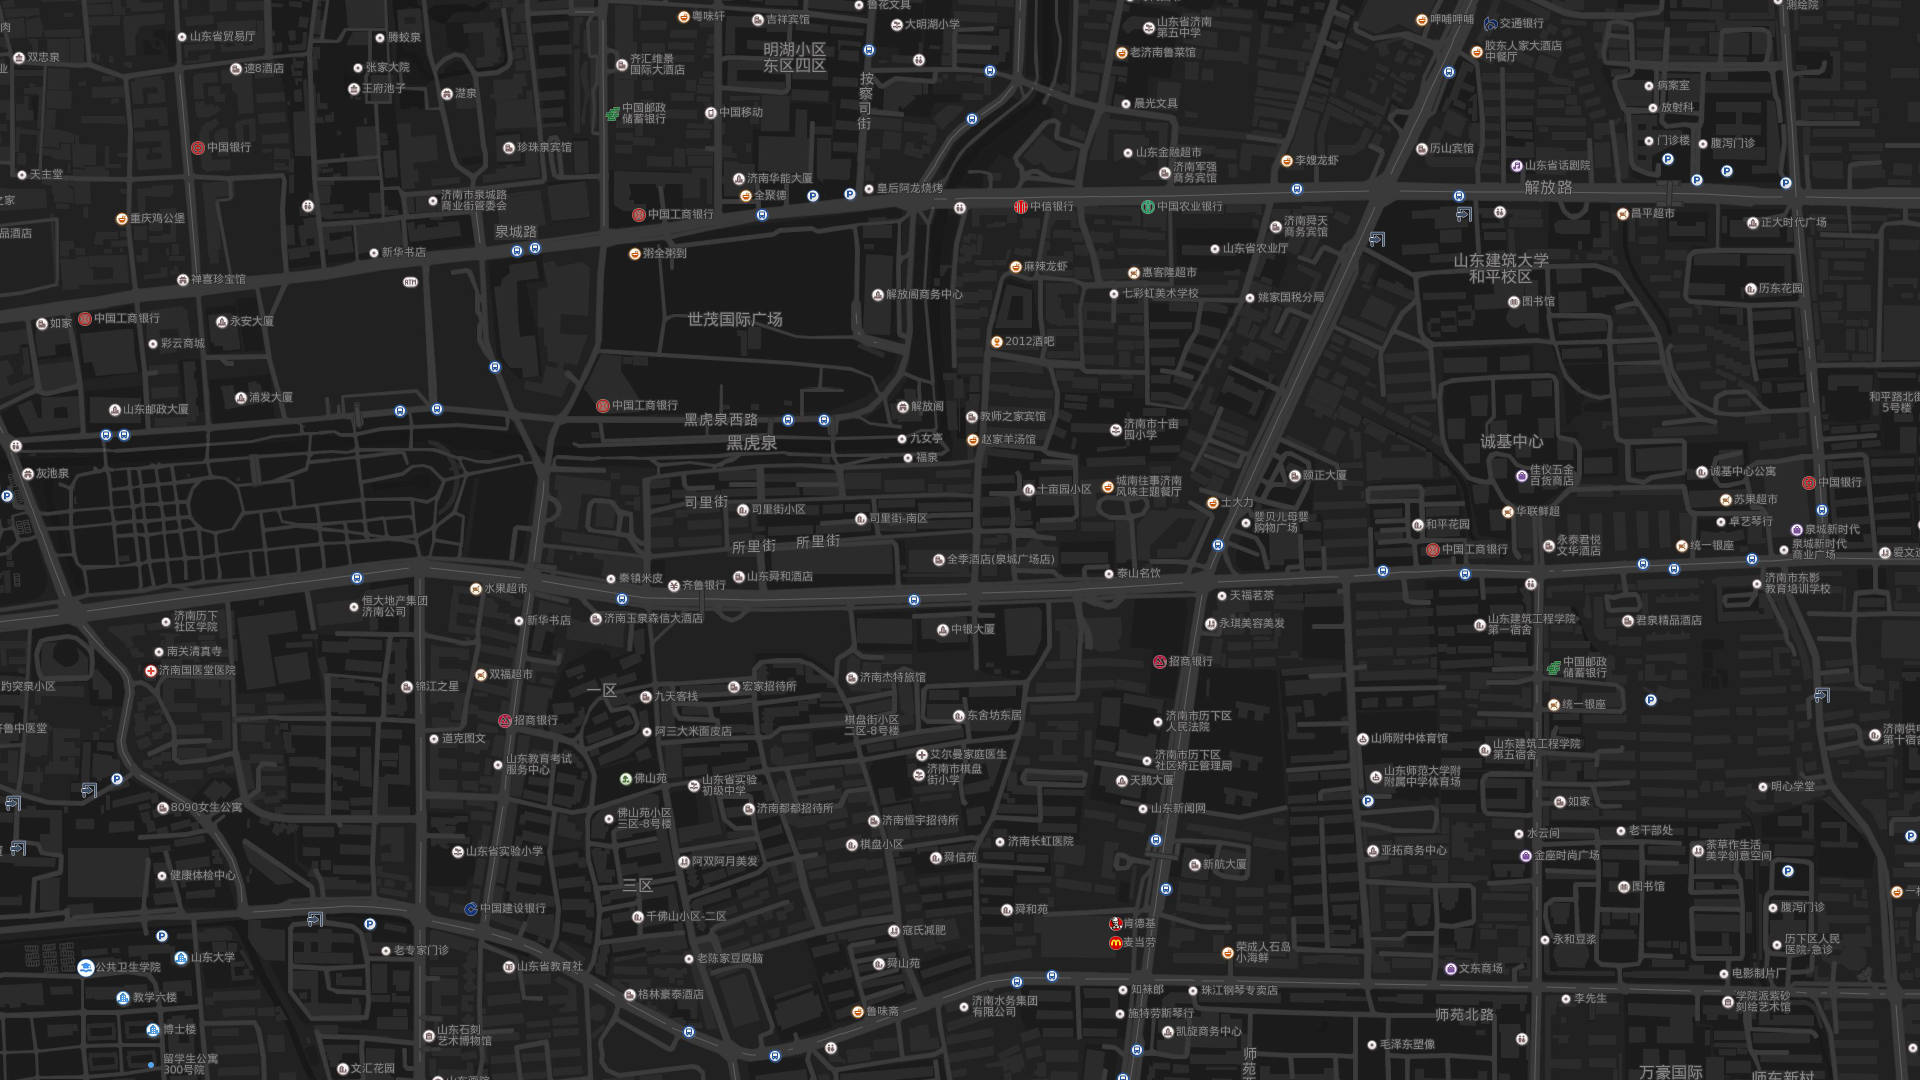 鲁花文具
测绘院
粤味轩
吉祥宾馆
大明湖小学
山东省济南
第五中学
呷哺呷哺
交通银行
山东省贸易厅
腾蛟泉
双忠泉
明湖小区
东区四区
老济南鲁菜馆
胶东人家大酒店
中餐厅
速8酒店
张家大院
齐汇维景
国际大酒店
王府池子
按察司街
病案室
晨光文具
放射科
中国邮政
储蓄银行
中国移动
中国银行
珍珠泉宾馆
山东金融超市
李嫂龙虾
历山宾馆
门诊楼
腹泻门诊
山东省话剧院
天主堂
济南军强
商务宾馆
济南华能大厦
皇后阿龙烧烤
解放路
济南市泉城路
商业街管委会
全聚德
重庆鸡公堡
中国工商银行
中信银行
中国农业银行
昌平超市
正大时代广场
品酒店
泉城路
济南舜天
商务宾馆
新华书店
粥全粥到
山东省农业厅
山东建筑大学
和平校区
禅喜珍宝馆
麻辣龙虾
惠客隆超市
解放阁商务中心
七彩虹美术学校
姚家国税分局
图书馆
历东花园
如家
中国工商银行
永安大厦
世茂国际广场
彩云商城
2012酒吧
浦发大厦
山东邮政大厦
中国工商银行
解放阁
教师之家宾馆
和平路北街
5号楼
黑虎泉西路
黑虎泉
九女亭
赵家羊汤馆
济南市十亩
园小学
诚基中心
福泉
灰池泉
颐正大厦
佳仪五金
百货商店
诚基中心公寓
城南往事济南
风味主题餐厅
十亩园小区
中国银行
司里街
司里街小区
司里街-南区
士大力
苏果超市
婴贝儿母婴
购物广场
华联鲜超
和平花园
卓艺琴行
泉城新时代
所里街
所里街
中国工商银行
永泰君悦
文华酒店
统一银座
泉城新时代
商业广场
全季酒店(泉城广场店)
秦镇米皮
齐鲁银行
山东舜和酒店
泰山名饮
济南市东影
教育培训学校
水果超市
恒大地产集团
济南公司
天福茗茶
济南历下
社区学院
新华书店
济南玉泉森信大酒店
中银大厦
永琪美容美发
山东建筑工程学院
第一宿舍
君泉精品酒店
南关清真寺
济南国医堂医院
招商银行
中国邮政
储蓄银行
趵突泉小区
锦江之星
双福超市
一区
九天客栈
宏家招待所
济南杰特旅馆
统一银座
招商银行
阿三大米面皮店
棋盘街小区
二区-8号楼
东舍坊东居
济南市历下区
人民法院
道克图文
山东教育考试
服务中心
艾尔曼家庭医生
济南市棋盘
街小学
济南市历下区
社区矫正管理局
山师附中体育馆
山东建筑工程学院
第五宿舍
佛山苑
山东省实验
初级中学
天鹅大厦
山东师范大学附
附属中学体育场
明心学堂
8090女生公寓
佛山苑小区
三区-8号楼
济南都都招待所
济南恒宇招待所
山东新闻网
如家
水云间
老干部处
山东省实验小学
棋盘小区
舜信苑
济南长虹医院
亚拓商务中心
金座时尚广场
茶草作生活
美学创意空间
阿双阿月美发
新航大厦
健康体检中心
三区
图书馆
中国建设银行
千佛山小区-二区
舜和苑
腹泻门诊
肯德基
麦当劳
寇氏减肥
永和豆浆
历下区人民
医院-急诊
山东大学
老专家门诊
荣成人石岛
小海鲜
公共卫生学院
山东省教育社
老陈家豆腐脑
舜山苑
文东商场
电影制片厂
教学六楼
格林豪泰酒店
知袜郎
珠江钢琴专卖店
李先生
学院派紫砂
刻绘艺术馆
济南水务集团
有限公司
鲁味斋
施特劳斯琴行
师苑北路
博士楼
山东石刻
艺术博物馆
凯旋商务中心
毛泽东塑像
留学生公寓
300号院
文汇花园
万豪国际